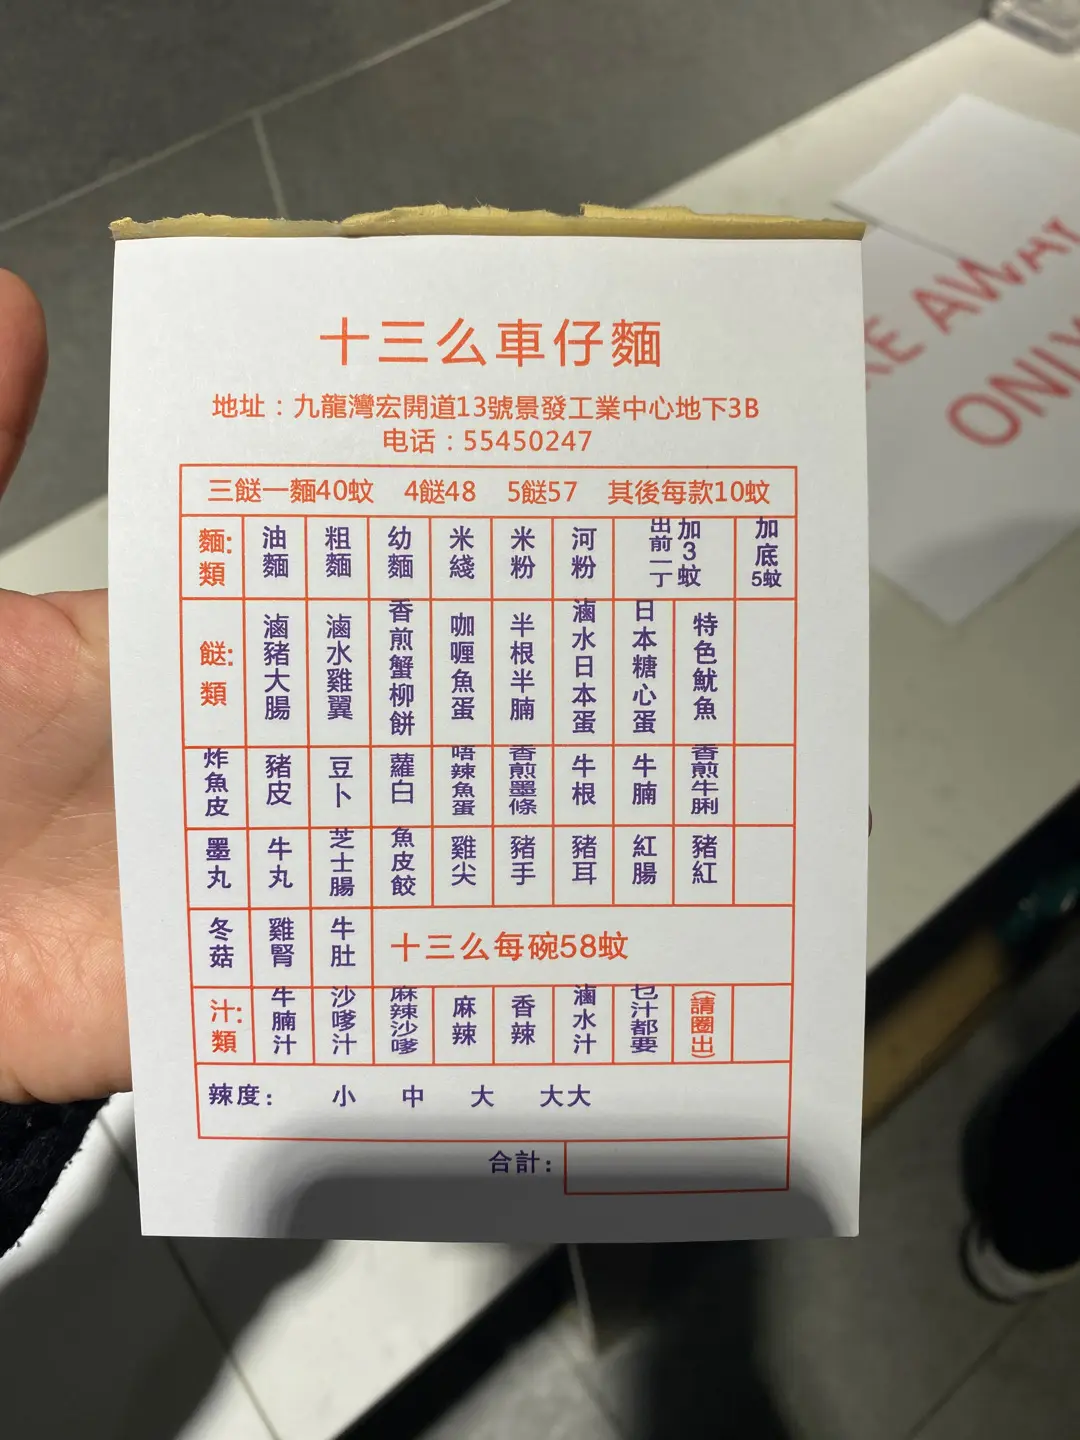 十三么車仔麵
地址：九龍灣宏開道13號景發工業中心地下3B
电话：55450247
三餸一麵40蚊 4餸48 5餸57 其後每款10蚊
麵類: 油麵 粗麵 幼麵 米綫 米粉 河粉 出前一丁加3蚊 加底5蚊
餸類: 滷豬大腸 滷水雞翼 香煎蟹柳餅 咖喱魚蛋 半根半腩 滷水日本蛋 日本糖心蛋 特色魷魚
炸魚皮 豬皮 豆卜 蘿白 唔辣魚蛋 香煎墨條 牛根 牛腩 香煎牛脷
墨丸 牛丸 芝士腸 魚皮餃 雞尖 豬手 豬耳 紅腸 豬紅
冬菇 雞腎 牛肚 十三么每碗58蚊
汁類: 牛腩汁 沙嗲汁 麻辣沙嗲 麻辣 香辣 滷水汁 乜汁都要 (請圈出)
辣度: 小 中 大 大大
合計:
AWAY
ONLY